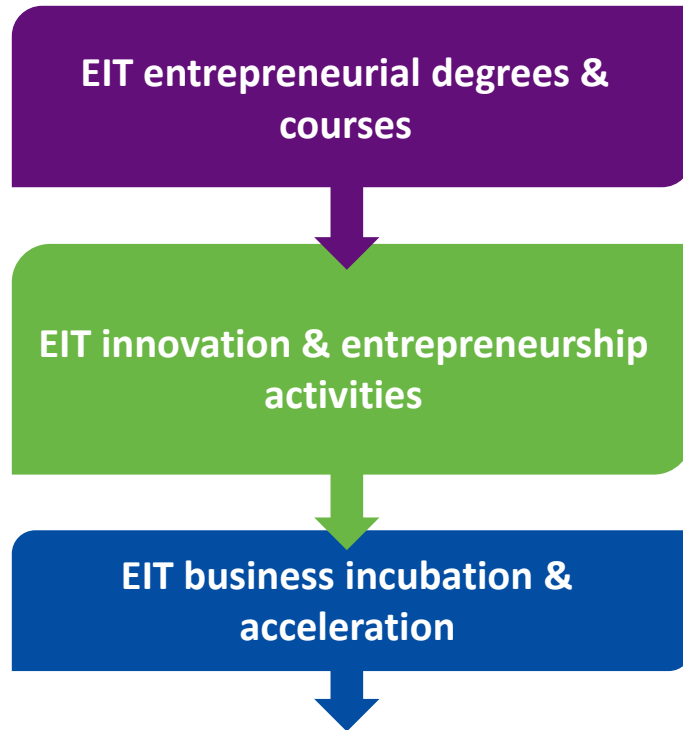 EIT entrepreneurial degrees &
courses
EIT innovation & entrepreneurship
activities
EIT business incubation &
acceleration